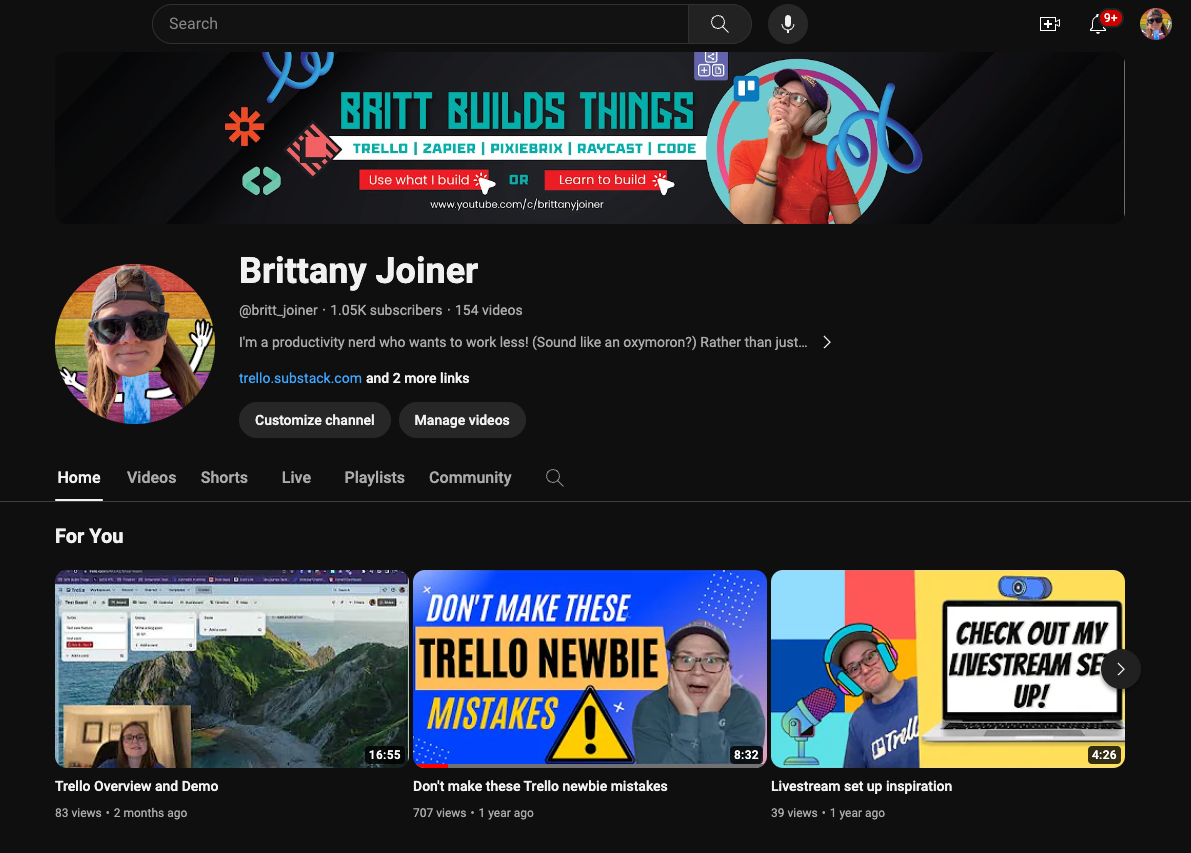 Search
9+
BRITT BUILDS THINGS
TRELLO | ZAPIER | PIXIEBRIX | RAYCAST | CODE
Use what I build OR Learn to build
www.youtube.com/c/brittanyjoiner
Brittany Joiner
@britt_joiner · 1.05K subscribers · 154 videos
I'm a productivity nerd who wants to work less! (Sound like an oxymoron?) Rather than just...
trello.substack.com and 2 more links
Customize channel Manage videos
Home Videos Shorts Live Playlists Community
For You
Trello
Test Board
16:55
DON'T MAKE THESE
TRELLO NEWBIE
MISTAKES
8:32
CHECK OUT MY
LIVESTREAM SE
UP!
Trello
4:26
Trello Overview and Demo
83 views • 2 months ago
Don't make these Trello newbie mistakes
707 views • 1 year ago
Livestream set up inspiration
39 views • 1 year ago